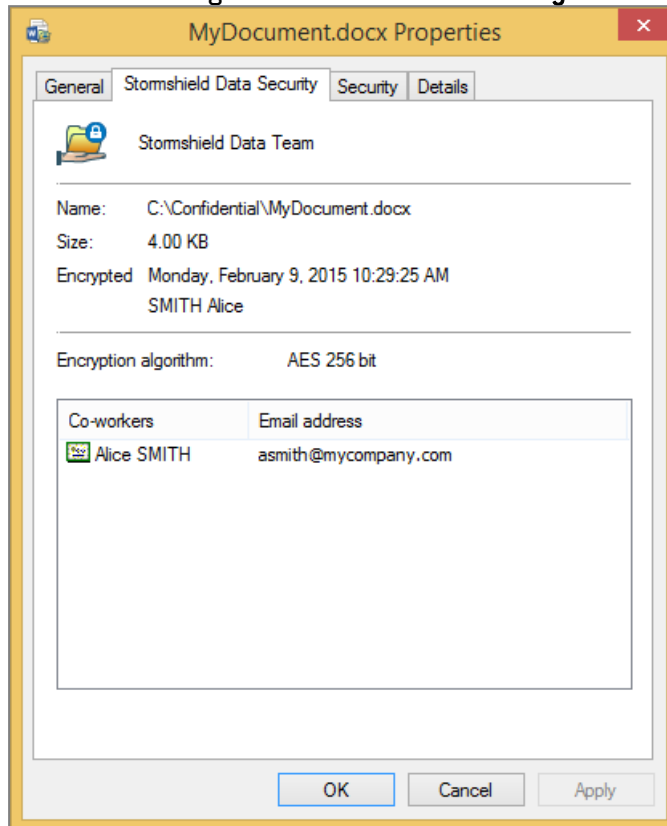 MyDocument.docx Properties
General Stormshield Data Security Security Details
Stormshield Data Team
Name: C:\Confidential\MyDocument.docx
Size: 4.00 KB
Encrypted Monday, February 9, 2015 10:29:25 AM
SMITH Alice
Encryption algorithm: AES 256 bit
Co-workers Email address
Alice SMITH asmith@mycompany.com
OK Cancel Apply